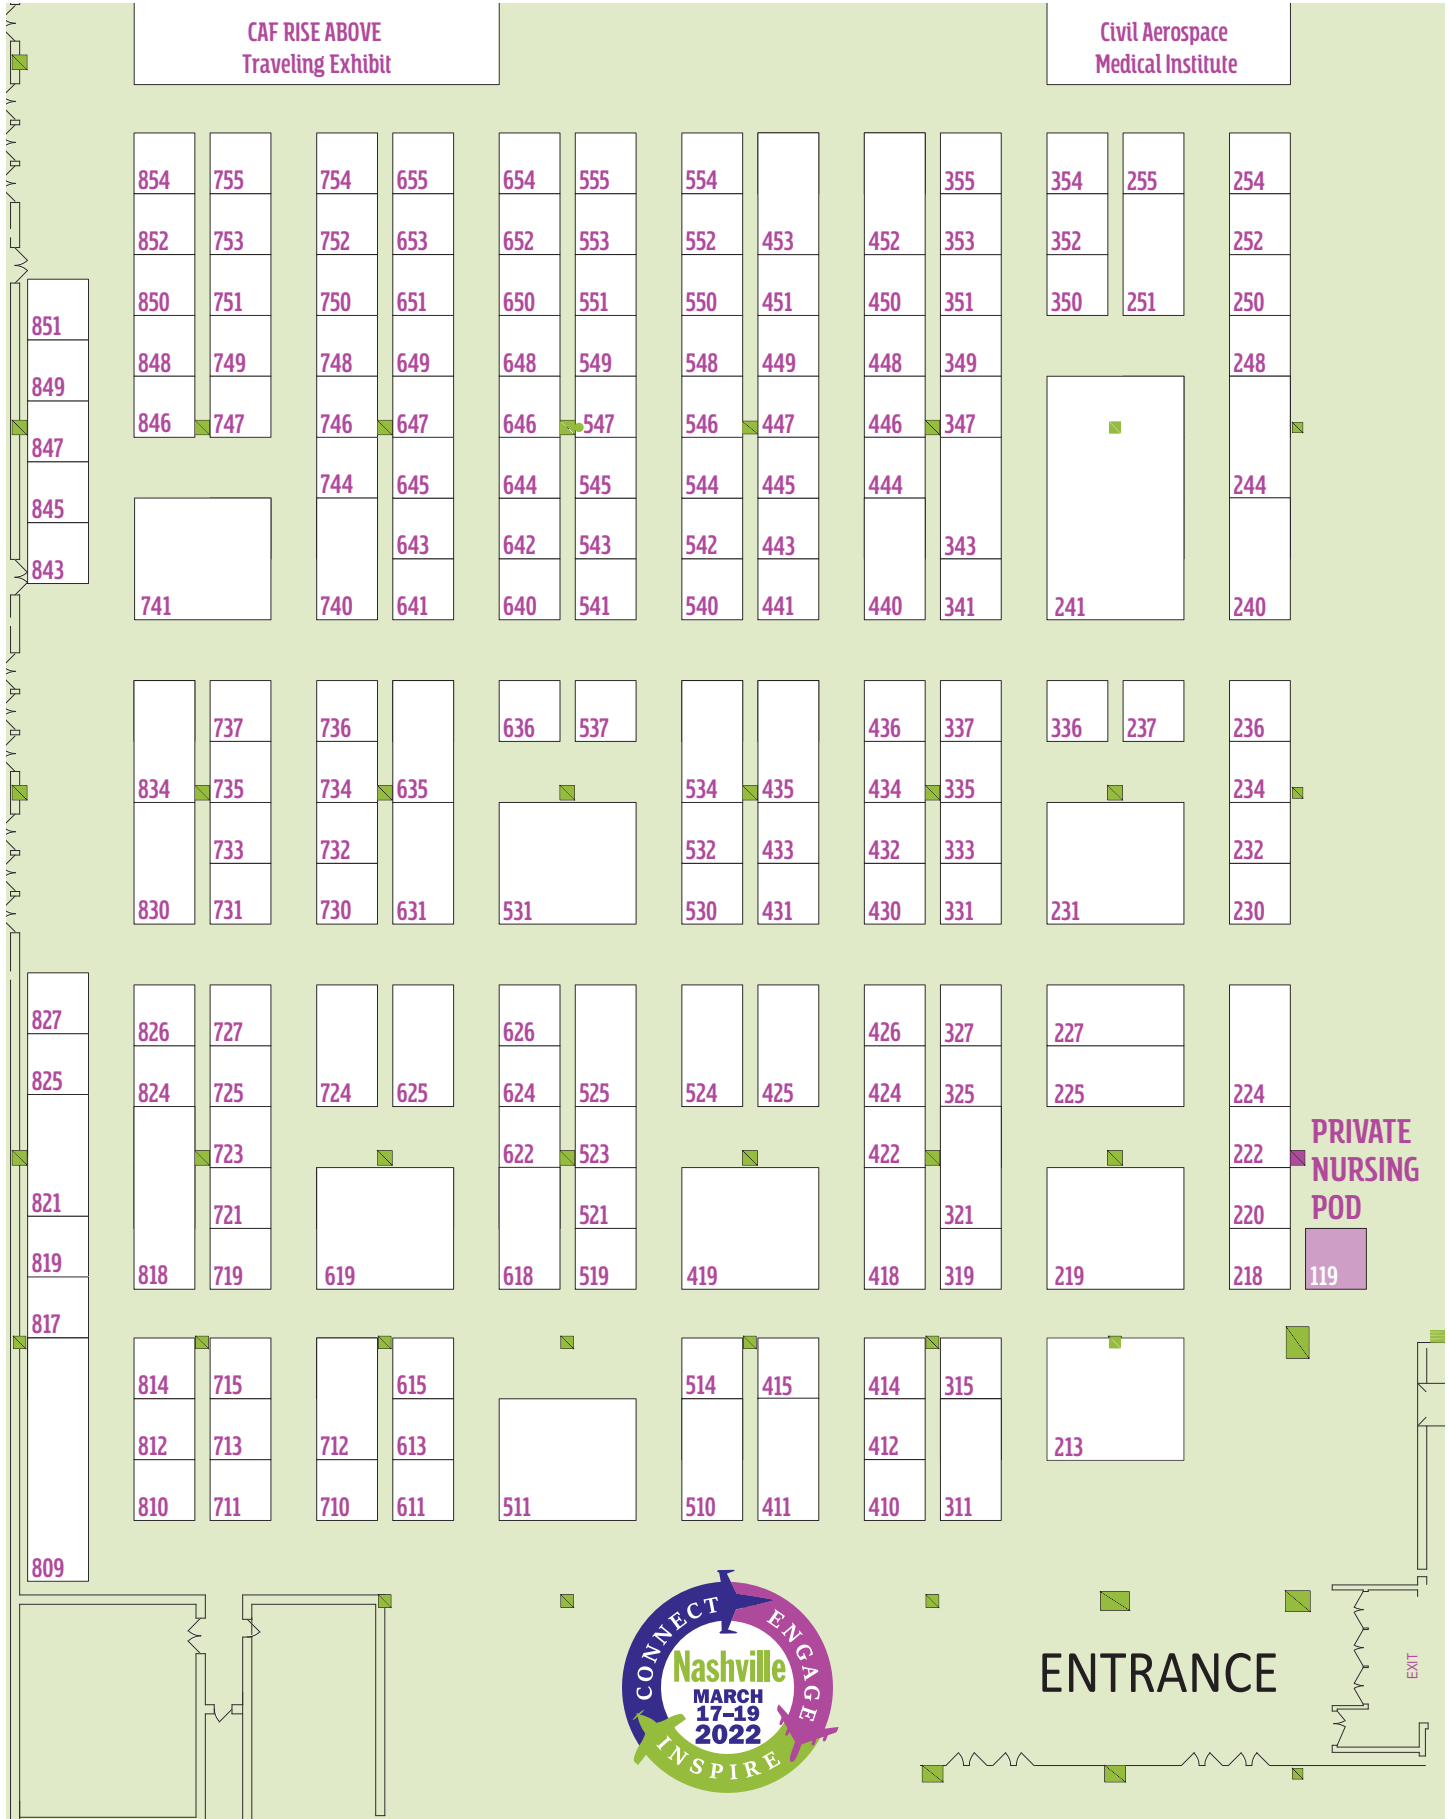 CAF RISE ABOVE
Traveling Exhibit
Civil Aerospace
Medical Institute
854 755 754 655 654 555 554 355 354 255 254
852 753 752 653 652 553 552 453 452 353 352 252
850 751 750 651 650 551 550 451 450 351 350 251 250
851
848 749 748 649 648 549 548 449 448 349 248
849
846 747 746 647 646 547 546 447 446 347
847
744 645 644 545 544 445 444 244
845
643 642 543 542 443 343
843
741 740 641 640 541 540 441 440 341 241 240
737 736 636 537 436 337 336 237 236
834 735 734 635 534 435 434 335 234
733 732 532 433 432 333 232
830 731 730 631 531 530 431 430 331 231 230
827
826 727 626 426 327 227
825
824 725 724 625 624 525 524 425 424 325 225 224
PRIVATE
NURSING
POD
723 622 523 422 222
821
721 521 321 220
819
818 719 619 618 519 419 418 319 219 218 119
817
814 715 615 514 415 414 315
812 713 712 613 412 213
810 711 710 611 511 510 411 410 311
809
CONNECT
ENGAGE
INSPIRE
Nashville
MARCH
17–19
2022
ENTRANCE
EXIT